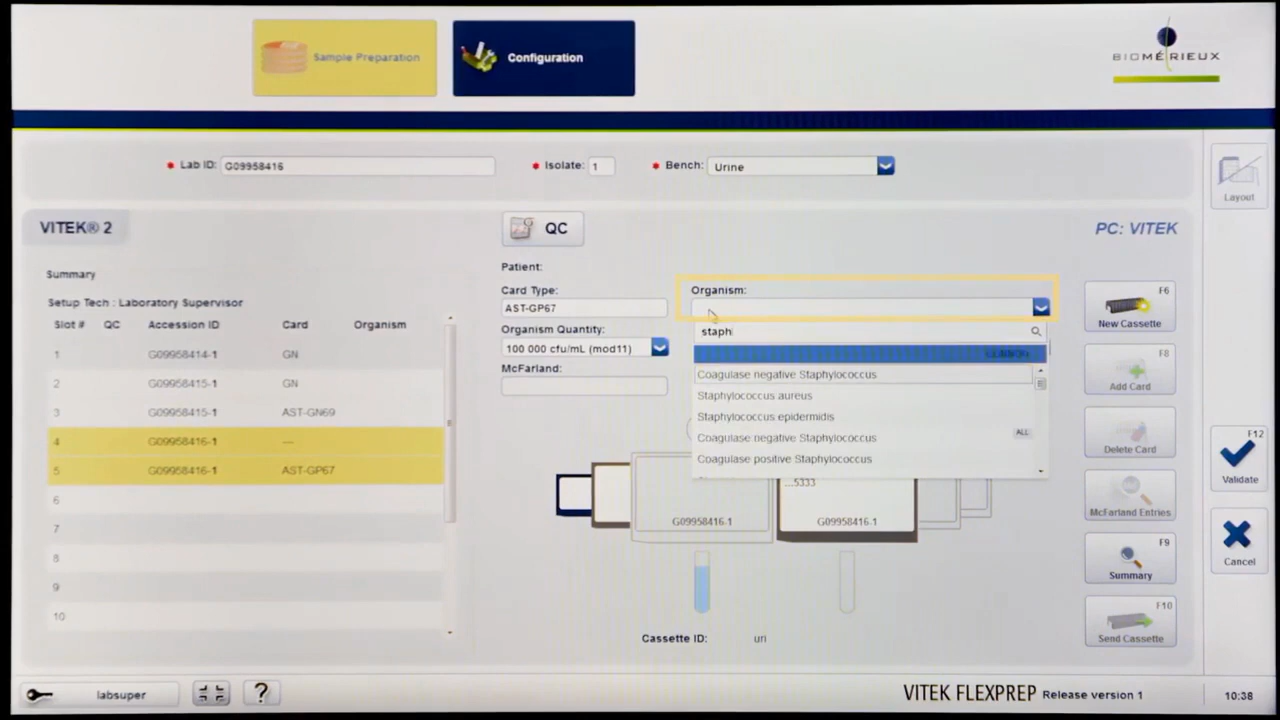 Sample Preparation
Configuration
BIOMÉRIEUX
* Lab ID: G09958416
* Isolate: 1
* Bench: Urine
Layout
VITEK® 2
QC
PC: VITEK
Summary
Setup Tech : Laboratory Supervisor
Slot # QC Accession ID Card Organism
1 G09958414-1 GN
2 G09958415-1 GN
3 G09958415-1 AST-GN69
4 G09958416-1 ---
5 G09958416-1 AST-GP67
6
7
8
9
10
Patient:
Card Type:
AST-GP67
Organism Quantity:
100 000 cfu/mL (mod11)
McFarland:
Organism:
staph
Coagulase negative Staphylococcus
Staphylococcus aureus
Staphylococcus epidermidis
Coagulase negative Staphylococcus ALL
Coagulase positive Staphylococcus
...5333
G09958416-1
G09958416-1
Cassette ID: uri
F6
New Cassette
F8
Add Card
Delete Card
McFarland Entries
F9
Summary
F10
Send Cassette
F12
Validate
Cancel
labsuper
?
VITEK FLEXPREP Release version 1
10:38